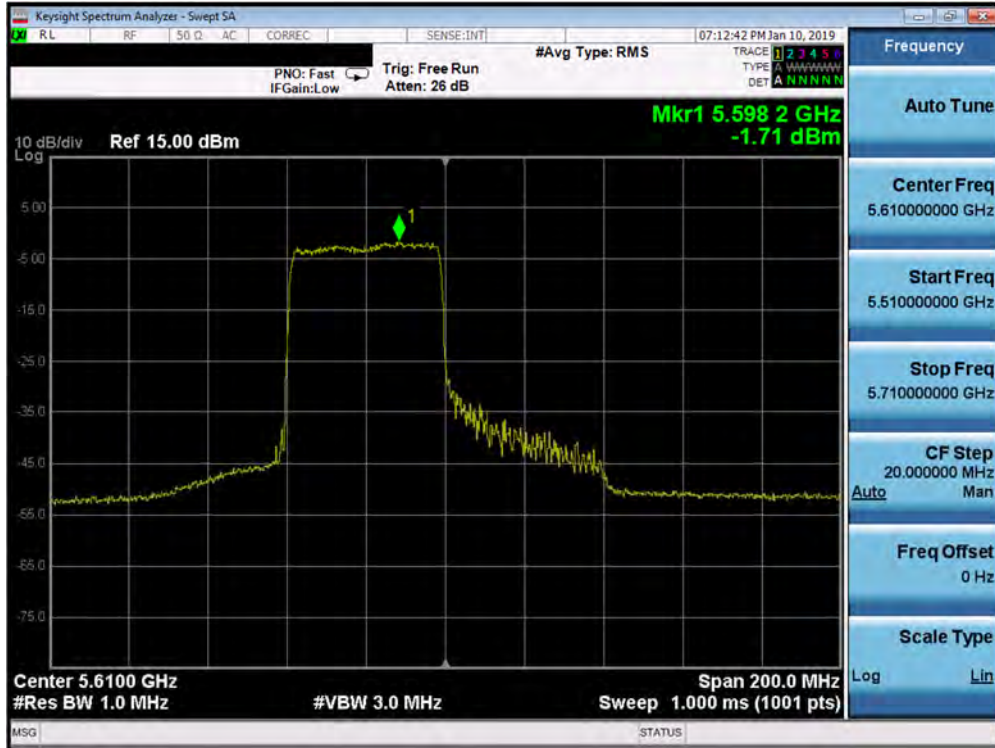 Keysight Spectrum Analyzer - Swept SA
LXI RL RF 50 Ω AC CORREC SENSE:INT 07:12:42 PM Jan 10, 2019
#Avg Type: RMS TRACE 1 2 3 4 5 6
PNO: Fast Trig: Free Run TYPE A WWWWW
IFGain:Low Atten: 26 dB DET A N N N N N
Mkr1 5.598 2 GHz
10 dB/div Ref 15.00 dBm -1.71 dBm
Log
1
5.00
-5.00
-15.0
-25.0
-35.0
-45.0
-55.0
-65.0
-75.0
Center 5.6100 GHz Span 200.0 MHz
#Res BW 1.0 MHz #VBW 3.0 MHz Sweep 1.000 ms (1001 pts)
MSG STATUS
Frequency
Auto Tune
Center Freq
5.610000000 GHz
Start Freq
5.510000000 GHz
Stop Freq
5.710000000 GHz
CF Step
20.000000 MHz
Auto Man
Freq Offset
0 Hz
Scale Type
Log Lin